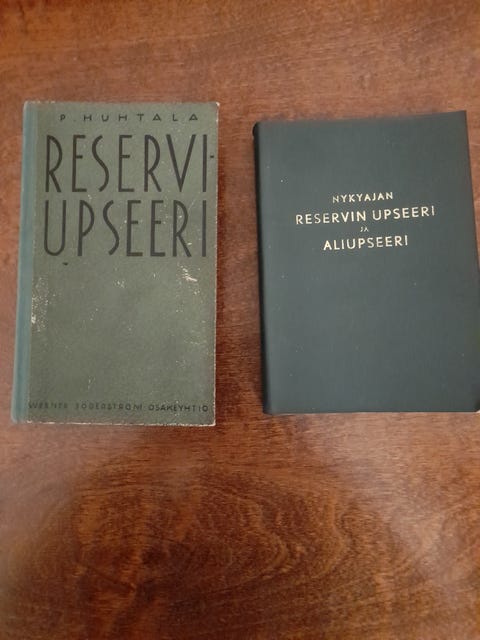 P. HUHTALA
RESERVI-
UPSEERI
WERNER SÖDERSTRÖM OSAKEYHTIÖ
NYKYAJAN
RESERVIN UPSEERI
JA
ALIUPSEERI